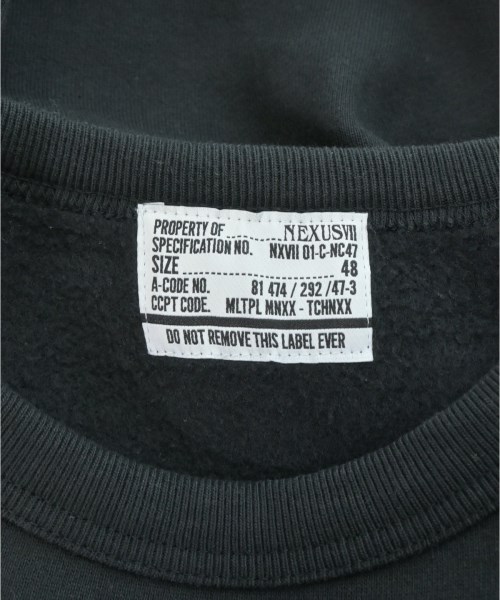 PROPERTY OF NEXUSVII
SPECIFICATION NO. NXVII 01-C-NC47
SIZE 48
A-CODE NO. 81 474 / 292 /47-3
CCPT CODE. MLTPL MNXX - TCHNXX
DO NOT REMOVE THIS LABEL EVER